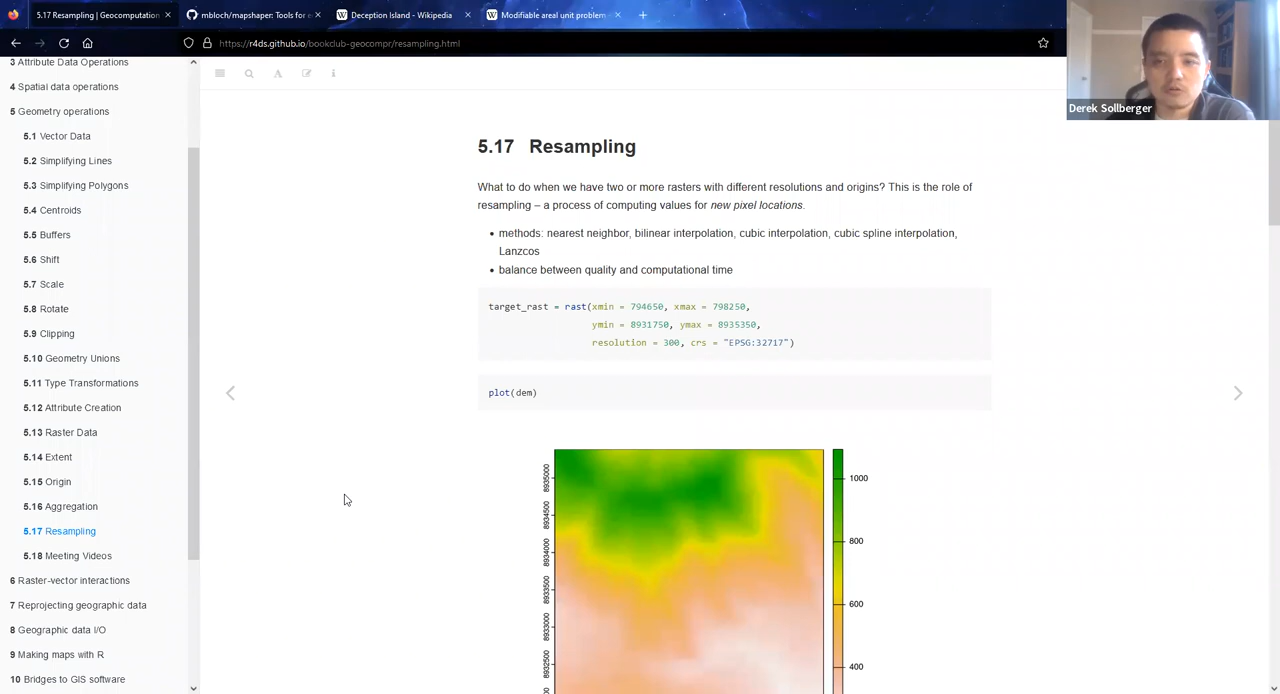 5.17 Resampling | Geocomputation
mbloch/mapshaper: Tools for e
Deception Island - Wikipedia
Modifiable areal unit problem -
https://r4ds.github.io/bookclub-geocompr/resampling.html
Derek Sollberger
3 Attribute Data Operations
4 Spatial data operations
5 Geometry operations
5.1 Vector Data
5.2 Simplifying Lines
5.3 Simplifying Polygons
5.4 Centroids
5.5 Buffers
5.6 Shift
5.7 Scale
5.8 Rotate
5.9 Clipping
5.10 Geometry Unions
5.11 Type Transformations
5.12 Attribute Creation
5.13 Raster Data
5.14 Extent
5.15 Origin
5.16 Aggregation
5.17 Resampling
5.18 Meeting Videos
6 Raster-vector interactions
7 Reprojecting geographic data
8 Geographic data I/O
9 Making maps with R
10 Bridges to GIS software
5.17 Resampling
What to do when we have two or more rasters with different resolutions and origins? This is the role of
resampling – a process of computing values for new pixel locations.
• methods: nearest neighbor, bilinear interpolation, cubic interpolation, cubic spline interpolation,
Lanzcos
• balance between quality and computational time
target_rast = rast(xmin = 794650, xmax = 798250,
ymin = 8931750, ymax = 8935350,
resolution = 300, crs = "EPSG:32717")
plot(dem)
8935000
8934500
8934000
8933500
8933000
8932500
1000
800
600
400